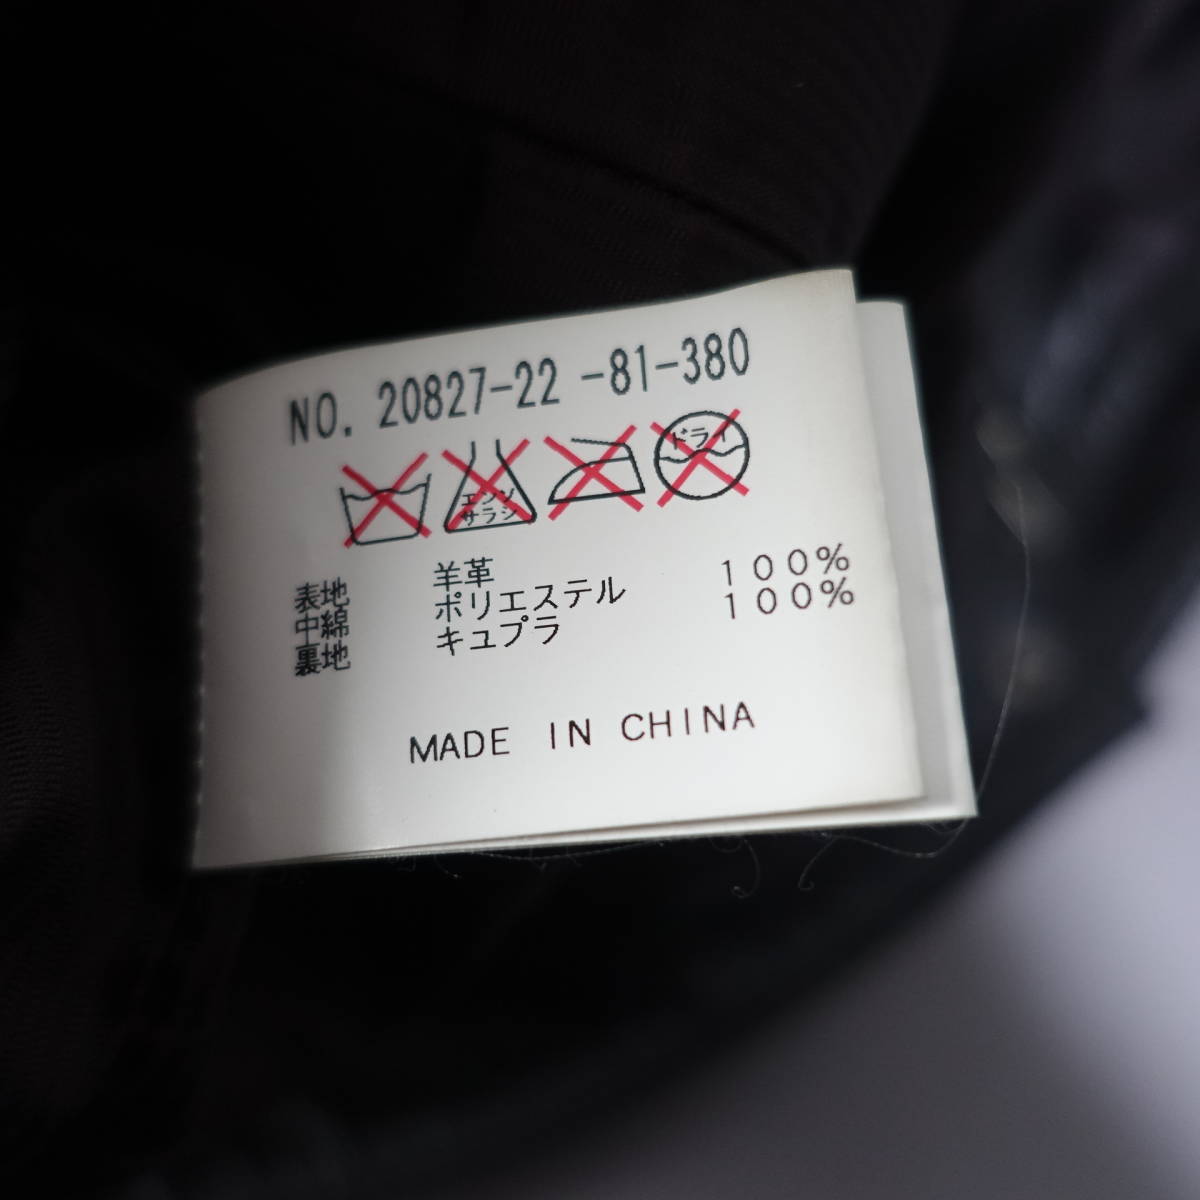 NO. 20827-22 -81-380
エンソ
サラシ
ドライ
表地 羊革
中綿 ポリエステル 100%
裏地 キュプラ 100%
MADE IN CHINA